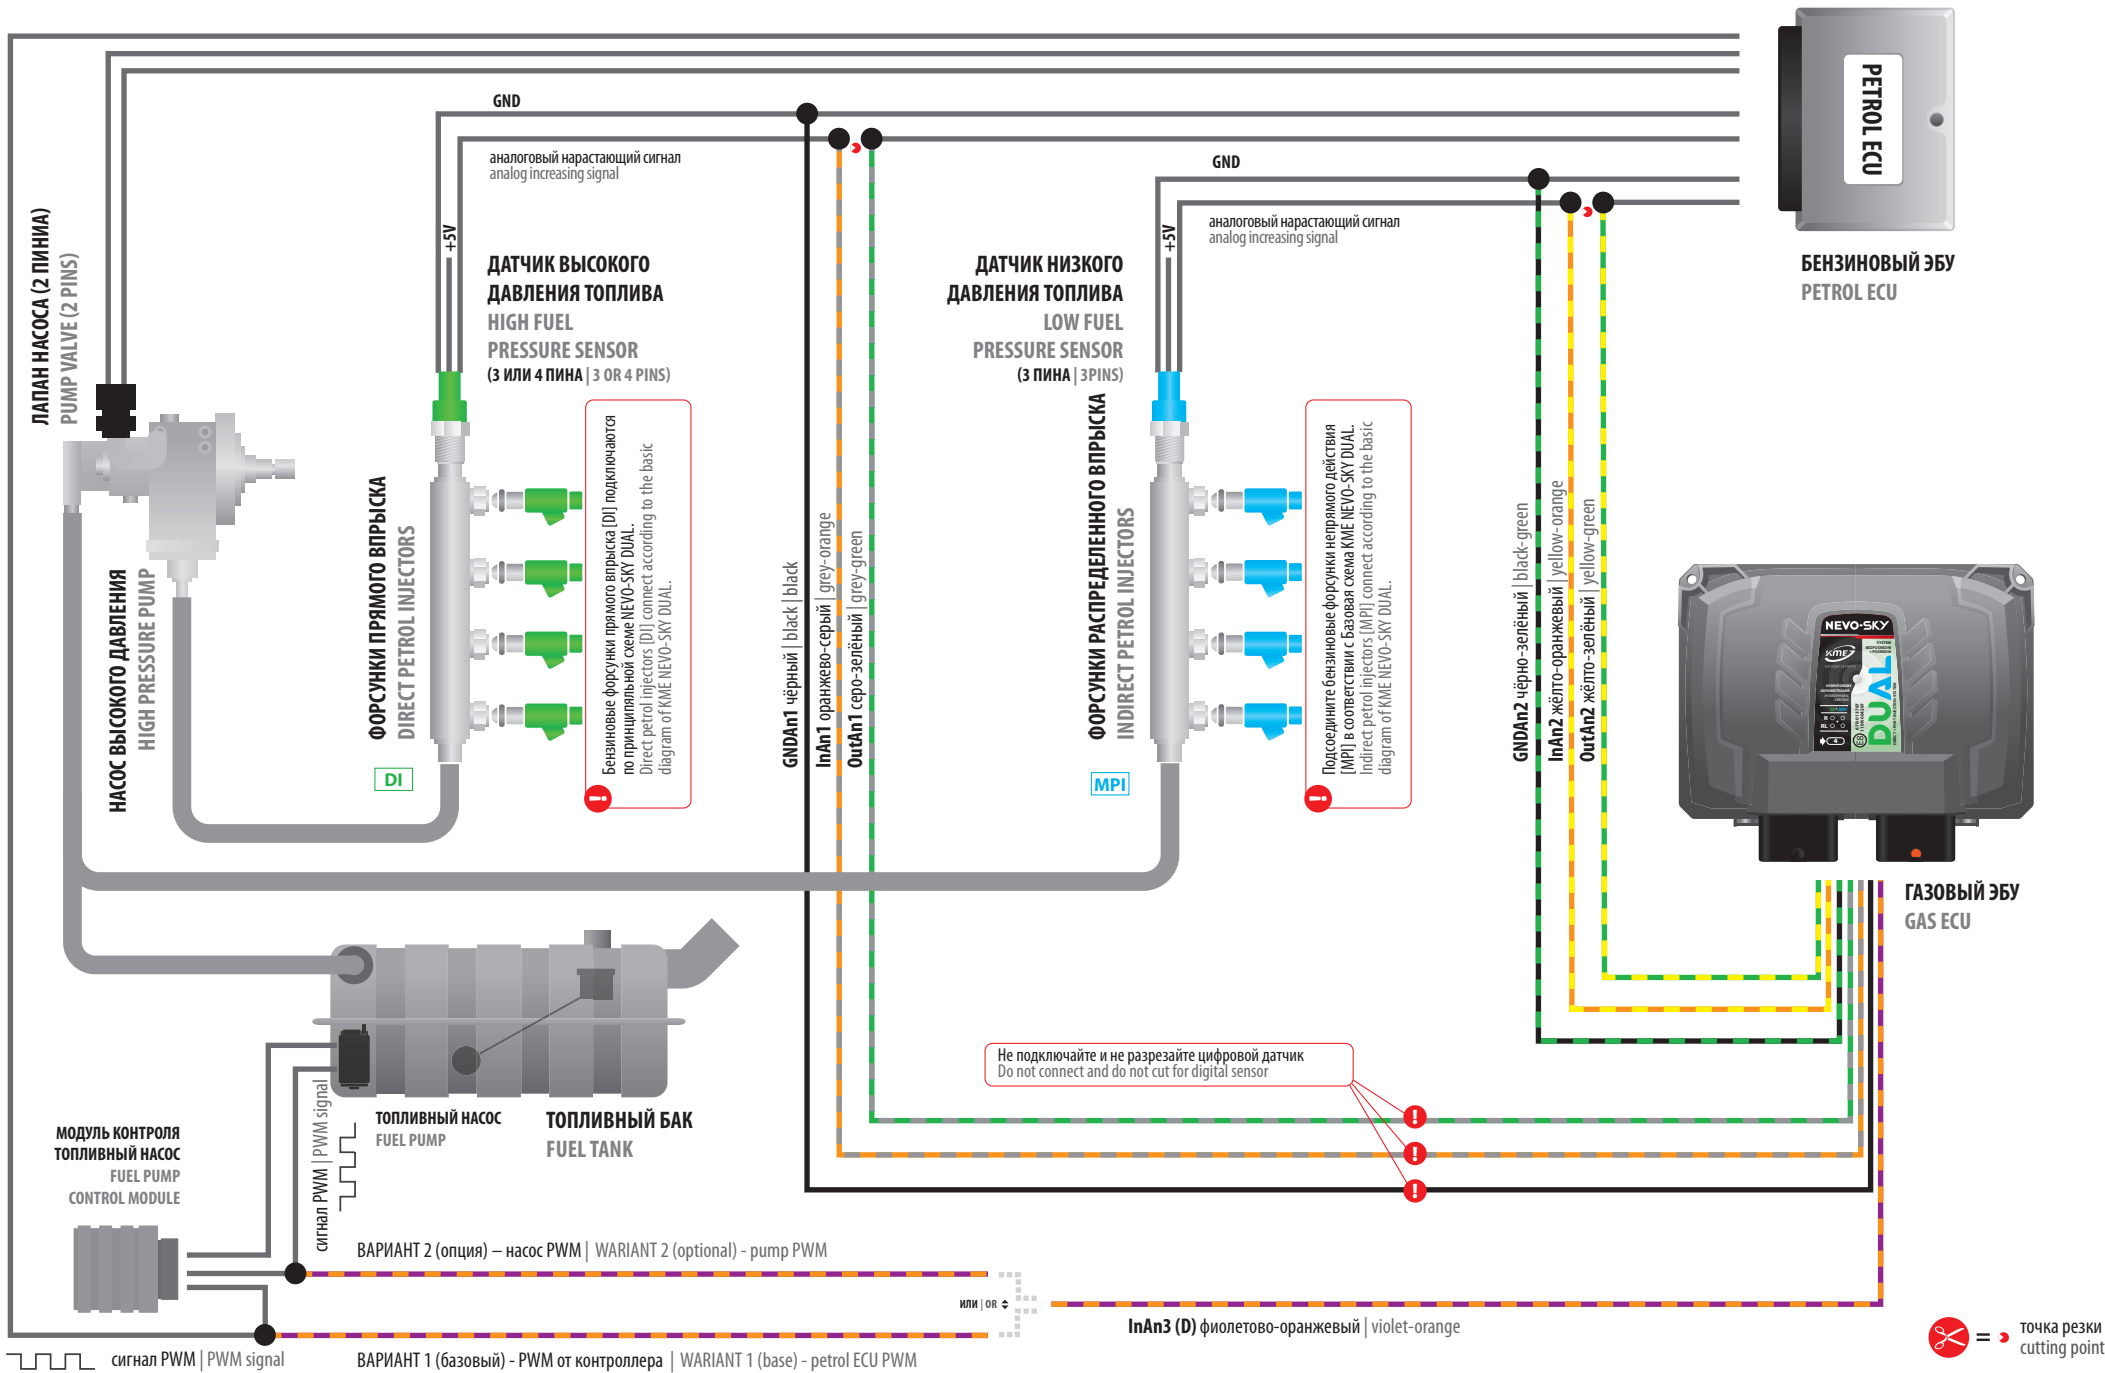 PETROL ECU
БЕНЗИНОВЫЙ ЭБУ
PETROL ECU
GND
аналоговый нарастающий сигнал
analog increasing signal
+5V
ДАТЧИК ВЫСОКОГО
ДАВЛЕНИЯ ТОПЛИВА
HIGH FUEL
PRESSURE SENSOR
(3 ИЛИ 4 ПИНА | 3 OR 4 PINS)
GND
аналоговый нарастающий сигнал
analog increasing signal
+5V
ДАТЧИК НИЗКОГО
ДАВЛЕНИЯ ТОПЛИВА
LOW FUEL
PRESSURE SENSOR
(3 ПИНА | 3PINS)
ЛАПАН НАСОСА (2 ПИНИА)
PUMP VALVE (2 PINS)
НАСОС ВЫСОКОГО ДАВЛЕНИЯ
HIGH PRESSURE PUMP
ФОРСУНКИ ПРЯМОГО ВПРЫСКА
DIRECT PETROL INJECTORS
DI
Бензиновые форсунки прямого впрыска [DI] подключаются
по принципяльной схеме NEVO-SKY DUAL.
Direct petrol injectors [DI] connect according to the basic
diagram of KME NEVO-SKY DUAL.
GNDAn1 чёрный | black | black
InAn1 оранжево-серый | grey-orange
OutAn1 серо-зелёный | grey-green
ФОРСУНКИ РАСПРЕДЕЛЕННОГО ВПРЫСКА
INDIRECT PETROL INJECTORS
MPI
Подсоедините бензиновые форсунки непрямого действия
[MPI] в соответствии с Базовая схема KME NEVO-SKY DUAL.
Indirect petrol injectors [MPI] connect according to the basic
diagram of KME NEVO-SKY DUAL.
GNDAn2 чёрно-зелёный | black-green
InAn2 жёлто-оранжевый | yellow-orange
OutAn2 жёлто-зелёный | yellow-green
NEVO-SKY
KME
DUAL
ГАЗОВЫЙ ЭБУ
GAS ECU
Не подключайте и не разрезайте цифровой датчик
Do not connect and do not cut for digital sensor
ТОПЛИВНЫЙ НАСОС
FUEL PUMP
ТОПЛИВНЫЙ БАК
FUEL TANK
МОДУЛЬ КОНТРОЛЯ
ТОПЛИВНЫЙ НАСОС
FUEL PUMP
CONTROL MODULE
сигнал PWM | PWM signal
ВАРИАНТ 2 (опция) – насос PWM | WARIANT 2 (optional) - pump PWM
ИЛИ | OR
InAn3 (D) фиолетово-оранжевый | violet-orange
сигнал PWM | PWM signal
ВАРИАНТ 1 (базовый) - PWM от контроллера | WARIANT 1 (base) - petrol ECU PWM
= точка резки
cutting point